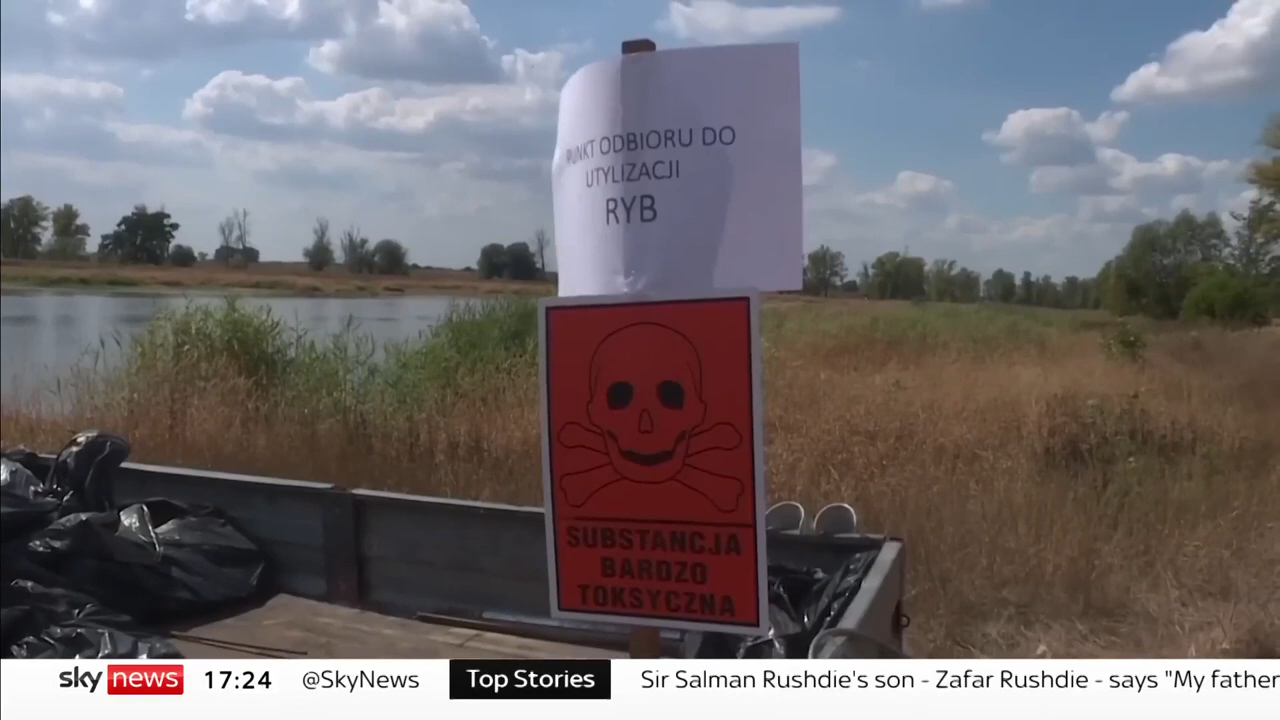 PUNKT ODBIORU DO
UTYLIZACJI
RYB
SUBSTANCJA
BARDZO
TOKSYCZNA
sky news 17:24 @SkyNews Top Stories Sir Salman Rushdie's son - Zafar Rushdie - says "My father